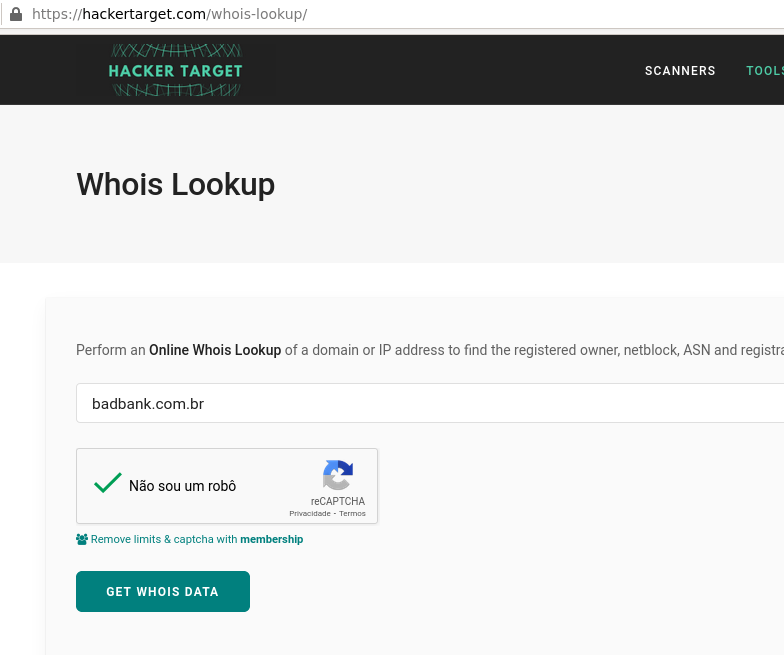 https://hackertarget.com/whois-lookup/
HACKER TARGET
SCANNERS TOOLS
Whois Lookup
Perform an Online Whois Lookup of a domain or IP address to find the registered owner, netblock, ASN and registra
badbank.com.br
Não sou um robô
reCAPTCHA
Privacidade - Termos
Remove limits & captcha with membership
GET WHOIS DATA